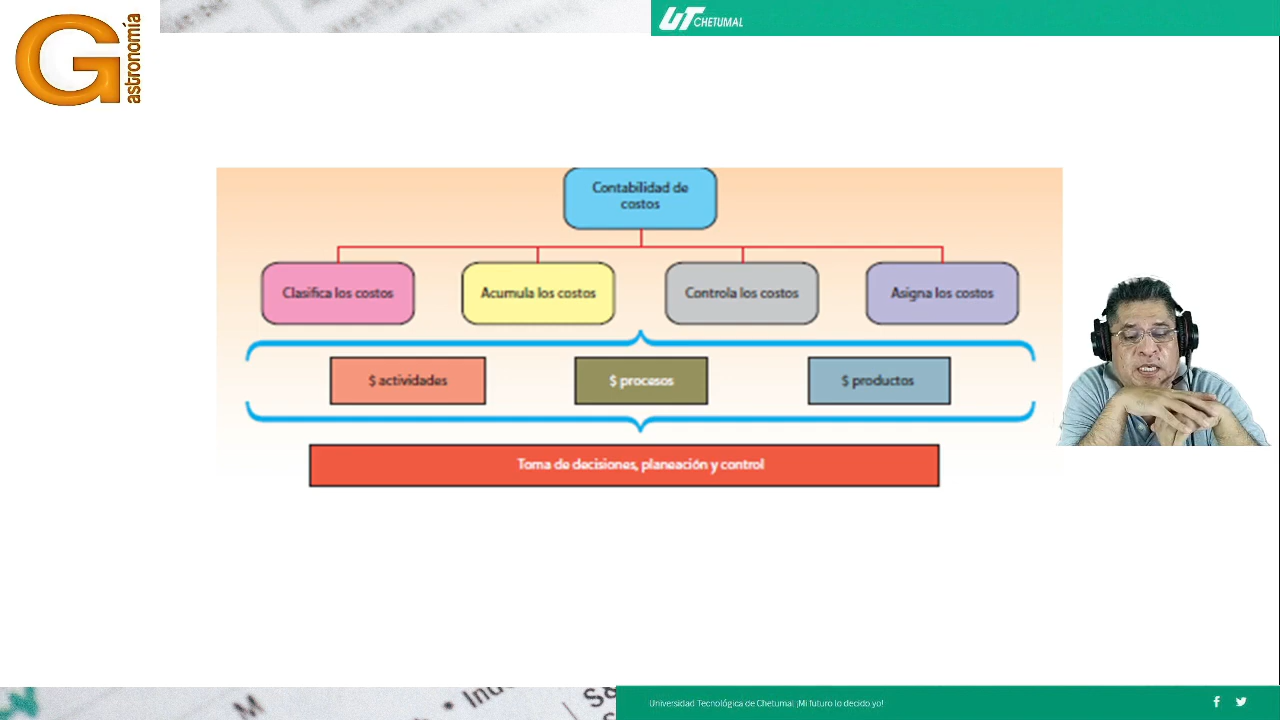 Gastronomía
UT CHETUMAL
Contabilidad de
costos
Clasifica los costos
Acumula los costos
Controla los costos
Asigna los costos
$ actividades
$ procesos
$ productos
Toma de decisiones, planeación y control
M
Universidad Tecnológica de Chetumal ¡Mi futuro lo decido yo!